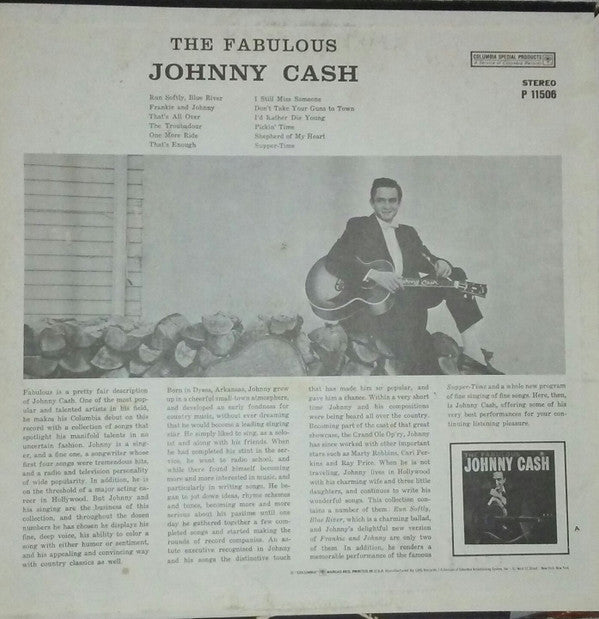 THE FABULOUS
JOHNNY CASH
COLUMBIA SPECIAL PRODUCTS
A Service of Columbia Records
STEREO
P 11506
Run Softly, Blue River
Frankie and Johnny
That's All Over
The Troubadour
One More Ride
That's Enough
I Still Miss Someone
Don't Take Your Guns to Town
I'd Rather Die Young
Pickin' Time
Shepherd of My Heart
Supper-Time
Johnny Cash
Fabulous is a pretty fair description
of Johnny Cash. One of the most pop-
ular and talented artists in his field,
he makes his Columbia debut on this
record with a collection of songs that
spotlight his manifold talents in no
uncertain fashion. Johnny is a sing-
er, and a fine one, a songwriter whose
first four songs were tremendous hits,
and a radio and television personality
of wide popularity. In addition, he is
on the threshold of a major acting ca-
reer in Hollywood. But Johnny and
his singing are the business of this
collection, and throughout the dozen
numbers he has chosen he displays his
fine, deep voice, his ability to color a
song with either humor or sentiment,
and his appealing and convincing way
with country classics as well.
Born in Dyess, Arkansas, Johnny grew
up in a cheerful small-town atmosphere,
and developed an early fondness for
country music, without ever dreaming
that he would become a leading singing
star. He simply liked to sing, as a solo-
ist and along with his friends. When
he had completed his stint in the ser-
vice, he went to radio school, and
while there found himself becoming
more and more interested in music, and
particularly in writing songs. He be-
gan to jot down ideas, rhyme schemes
and tunes, becoming more and more
serious about his pastime until one
day he gathered together a few com-
pleted songs and started making the
rounds of record companies. An as-
tute executive recognized in Johnny
and his songs the distinctive touch
that has made him so popular, and
gave him a chance. Within a very short
time Johnny and his compositions
were being heard all over the country.
Becoming part of the cast of that great
showcase, the Grand Ole Op'ry, Johnny
has since worked with other important
stars such as Marty Robbins, Carl Per-
kins and Ray Price. When he is not
traveling, Johnny lives in Hollywood
with his charming wife and three little
daughters, and continues to write his
wonderful songs. This collection con-
tains a number of them. Run Softly,
Blue River, which is a charming ballad,
and Johnny's delightful new version
of Frankie and Johnny are only two
of them. In addition, he renders a
memorable performance of the famous
Supper-Time and a whole new program
of fine singing of fine songs. Here, then,
is Johnny Cash, offering some of his
very best performances for your con-
tinuing listening pleasure.
THE FABULOUS
JOHNNY CASH
A